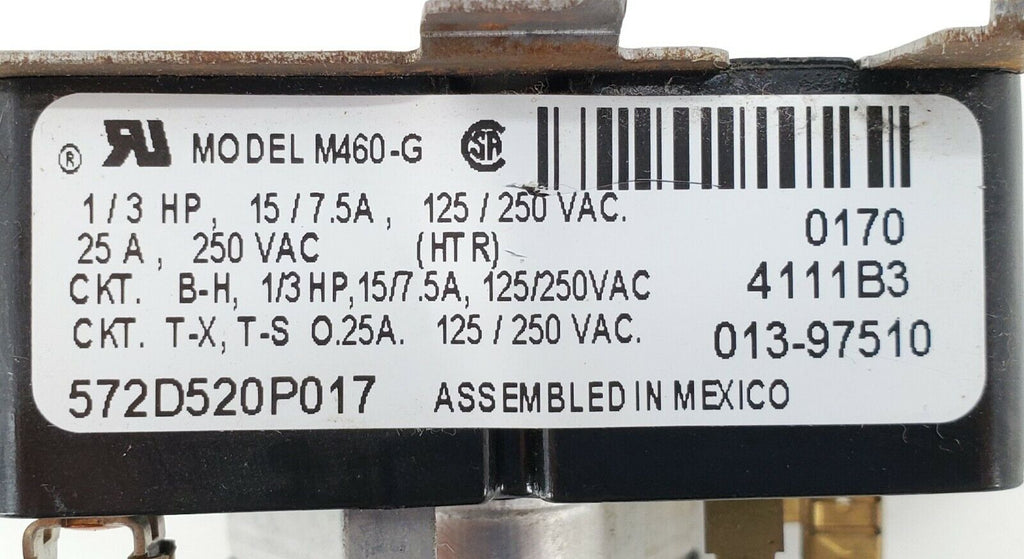 ® RU MODEL M460-G CSA
1/3 HP, 15/7.5A, 125/250 VAC.
25 A, 250 VAC (HTR)
CKT. B-H, 1/3 HP,15/7.5A, 125/250VAC
CKT. T-X, T-S 0.25A. 125/250 VAC.
572D520P017 ASSEMBLED IN MEXICO
0170
4111B3
013-97510